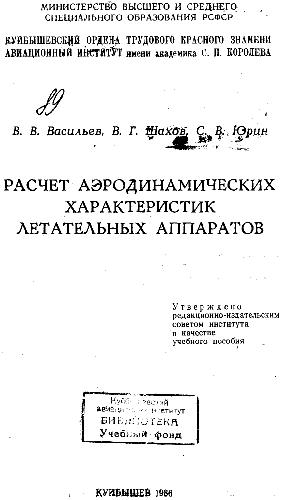 МИНИСТЕРСТВО ВЫСШЕГО И СРЕДНЕГО
СПЕЦИАЛЬНОГО ОБРАЗОВАНИЯ РСФСР
КУЙБЫШЕВСКИЙ ОРДЕНА ТРУДОВОГО КРАСНОГО ЗНАМЕНИ
АВИАЦИОННЫЙ ИНСТИТУТ имени академика С. П. КОРОЛЕВА
89
В. В. Васильев, В. Г. Шахов, С. В. Юрин
РАСЧЕТ АЭРОДИНАМИЧЕСКИХ
ХАРАКТЕРИСТИК
ЛЕТАТЕЛЬНЫХ АППАРАТОВ
Утверждено
редакционно-издательским
советом института
в качестве
учебного пособия
Куйбышевский
авиационный институт
БИБЛИОТЕКА
Учебный фонд
КУЙБЫШЕВ 1986